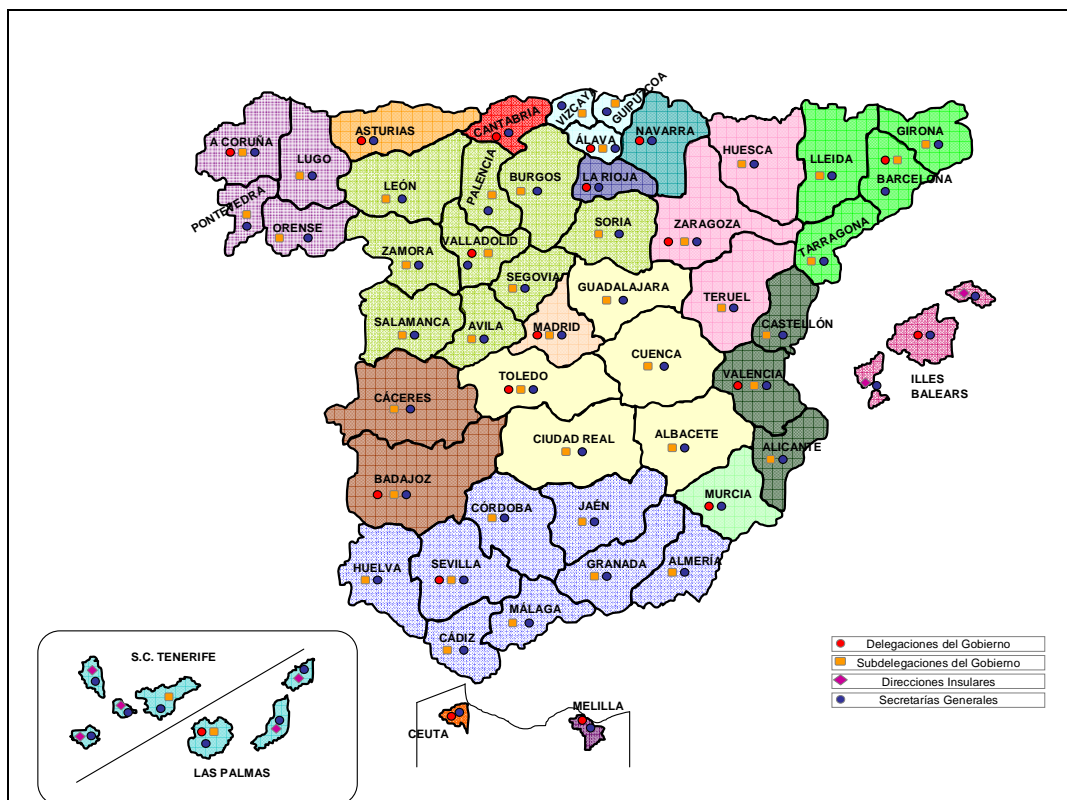 VIZCAYA
GUIPUZCOA
CANTABRIA
ASTURIAS
NAVARRA
GIRONA
A CORUÑA
ÁLAVA
HUESCA
LUGO
LLEIDA
PALENCIA
BURGOS
LA RIOJA
BARCELONA
LEÓN
PONTEVEDRA
ORENSE
SORIA
ZARAGOZA
VALLADOLID
TARRAGONA
ZAMORA
SEGOVIA
GUADALAJARA
TERUEL
SALAMANCA
AVILA
MADRID
CASTELLÓN
CUENCA
TOLEDO
VALENCIA
ILLES
BALEARS
CÁCERES
CIUDAD REAL
ALBACETE
ALICANTE
BADAJOZ
MURCIA
CÓRDOBA
JAÉN
HUELVA
SEVILLA
GRANADA
ALMERÍA
MÁLAGA
CÁDIZ
S.C. TENERIFE
LAS PALMAS
CEUTA
MELILLA
Delegaciones del Gobierno
Subdelegaciones del Gobierno
Direcciones Insulares
Secretarías Generales